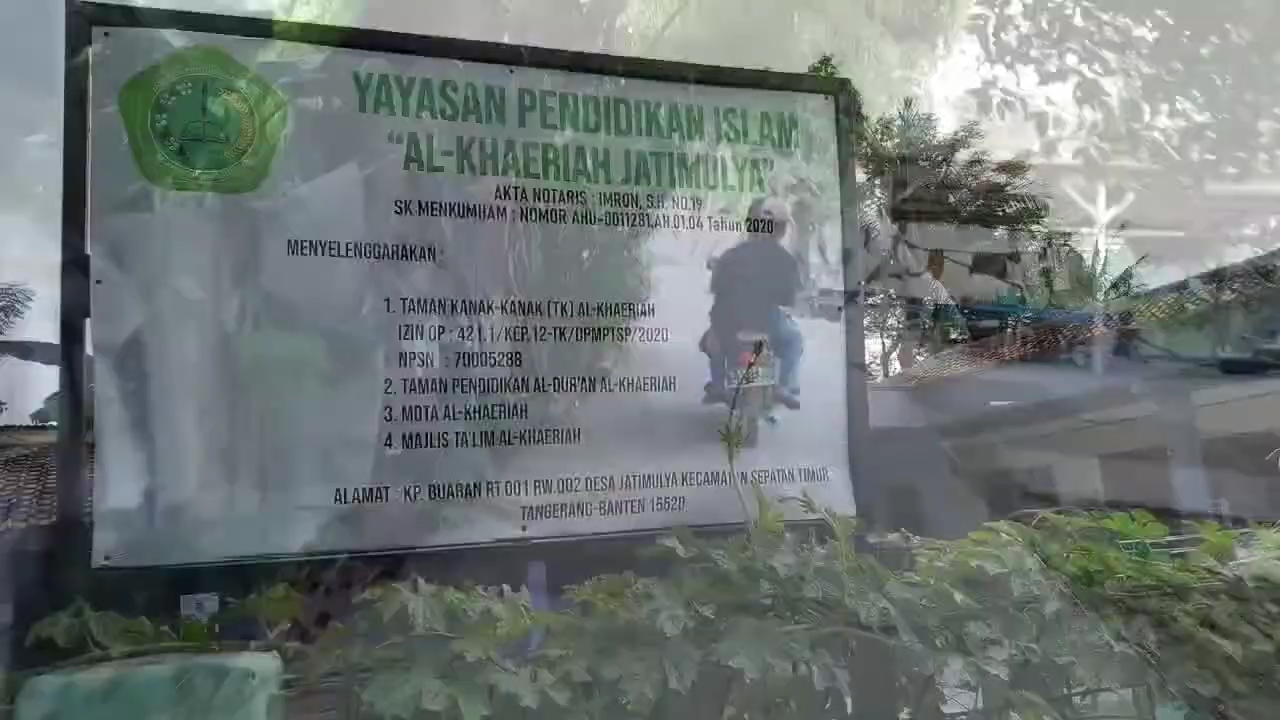 YAYASAN PENDIDIKAN ISLAM
"AL-KHAERIAH JATIMULYA"
AKTA NOTARIS : IMRON, S.H. NO.19
SK.MENKUMHAM : NOMOR AHU-0011281.AH.01.04 Tahun 2020
MENYELENGGARAKAN :
1. TAMAN KANAK-KANAK (TK) AL-KHAERIAH
IZIN OP : 421.1/KEP.12-TK/DPMPTSP/2020
NPSN : 70005288
2. TAMAN PENDIDIKAN AL-QUR'AN AL-KHAERIAH
3. MDTA AL-KHAERIAH
4. MAJLIS TA'LIM AL-KHAERIAH
ALAMAT : KP. BUARAN RT.001 RW.002 DESA JATIMULYA KECAMATAN SEPATAN TIMUR
TANGERANG-BANTEN 15520